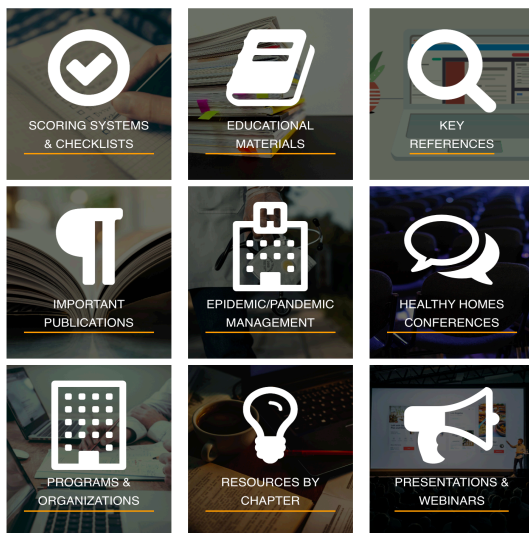 SCORING SYSTEMS
& CHECKLISTS
EDUCATIONAL
MATERIALS
KEY
REFERENCES
IMPORTANT
PUBLICATIONS
H
EPIDEMIC/PANDEMIC
MANAGEMENT
HEALTHY HOMES
CONFERENCES
PROGRAMS &
ORGANIZATIONS
RESOURCES BY
CHAPTER
PRESENTATIONS &
WEBINARS